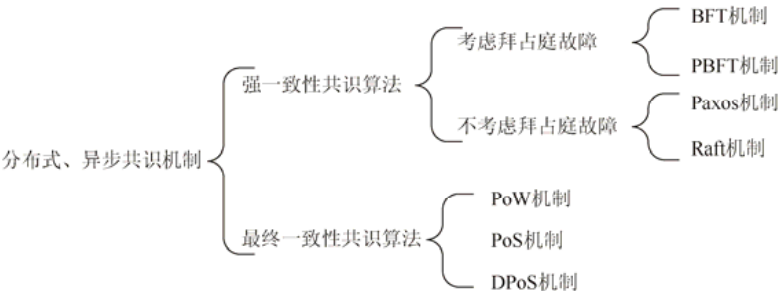 分布式、异步共识机制
强一致性共识算法
考虑拜占庭故障
BFT机制
PBFT机制
不考虑拜占庭故障
Paxos机制
Raft机制
最终一致性共识算法
PoW机制
PoS机制
DPoS机制